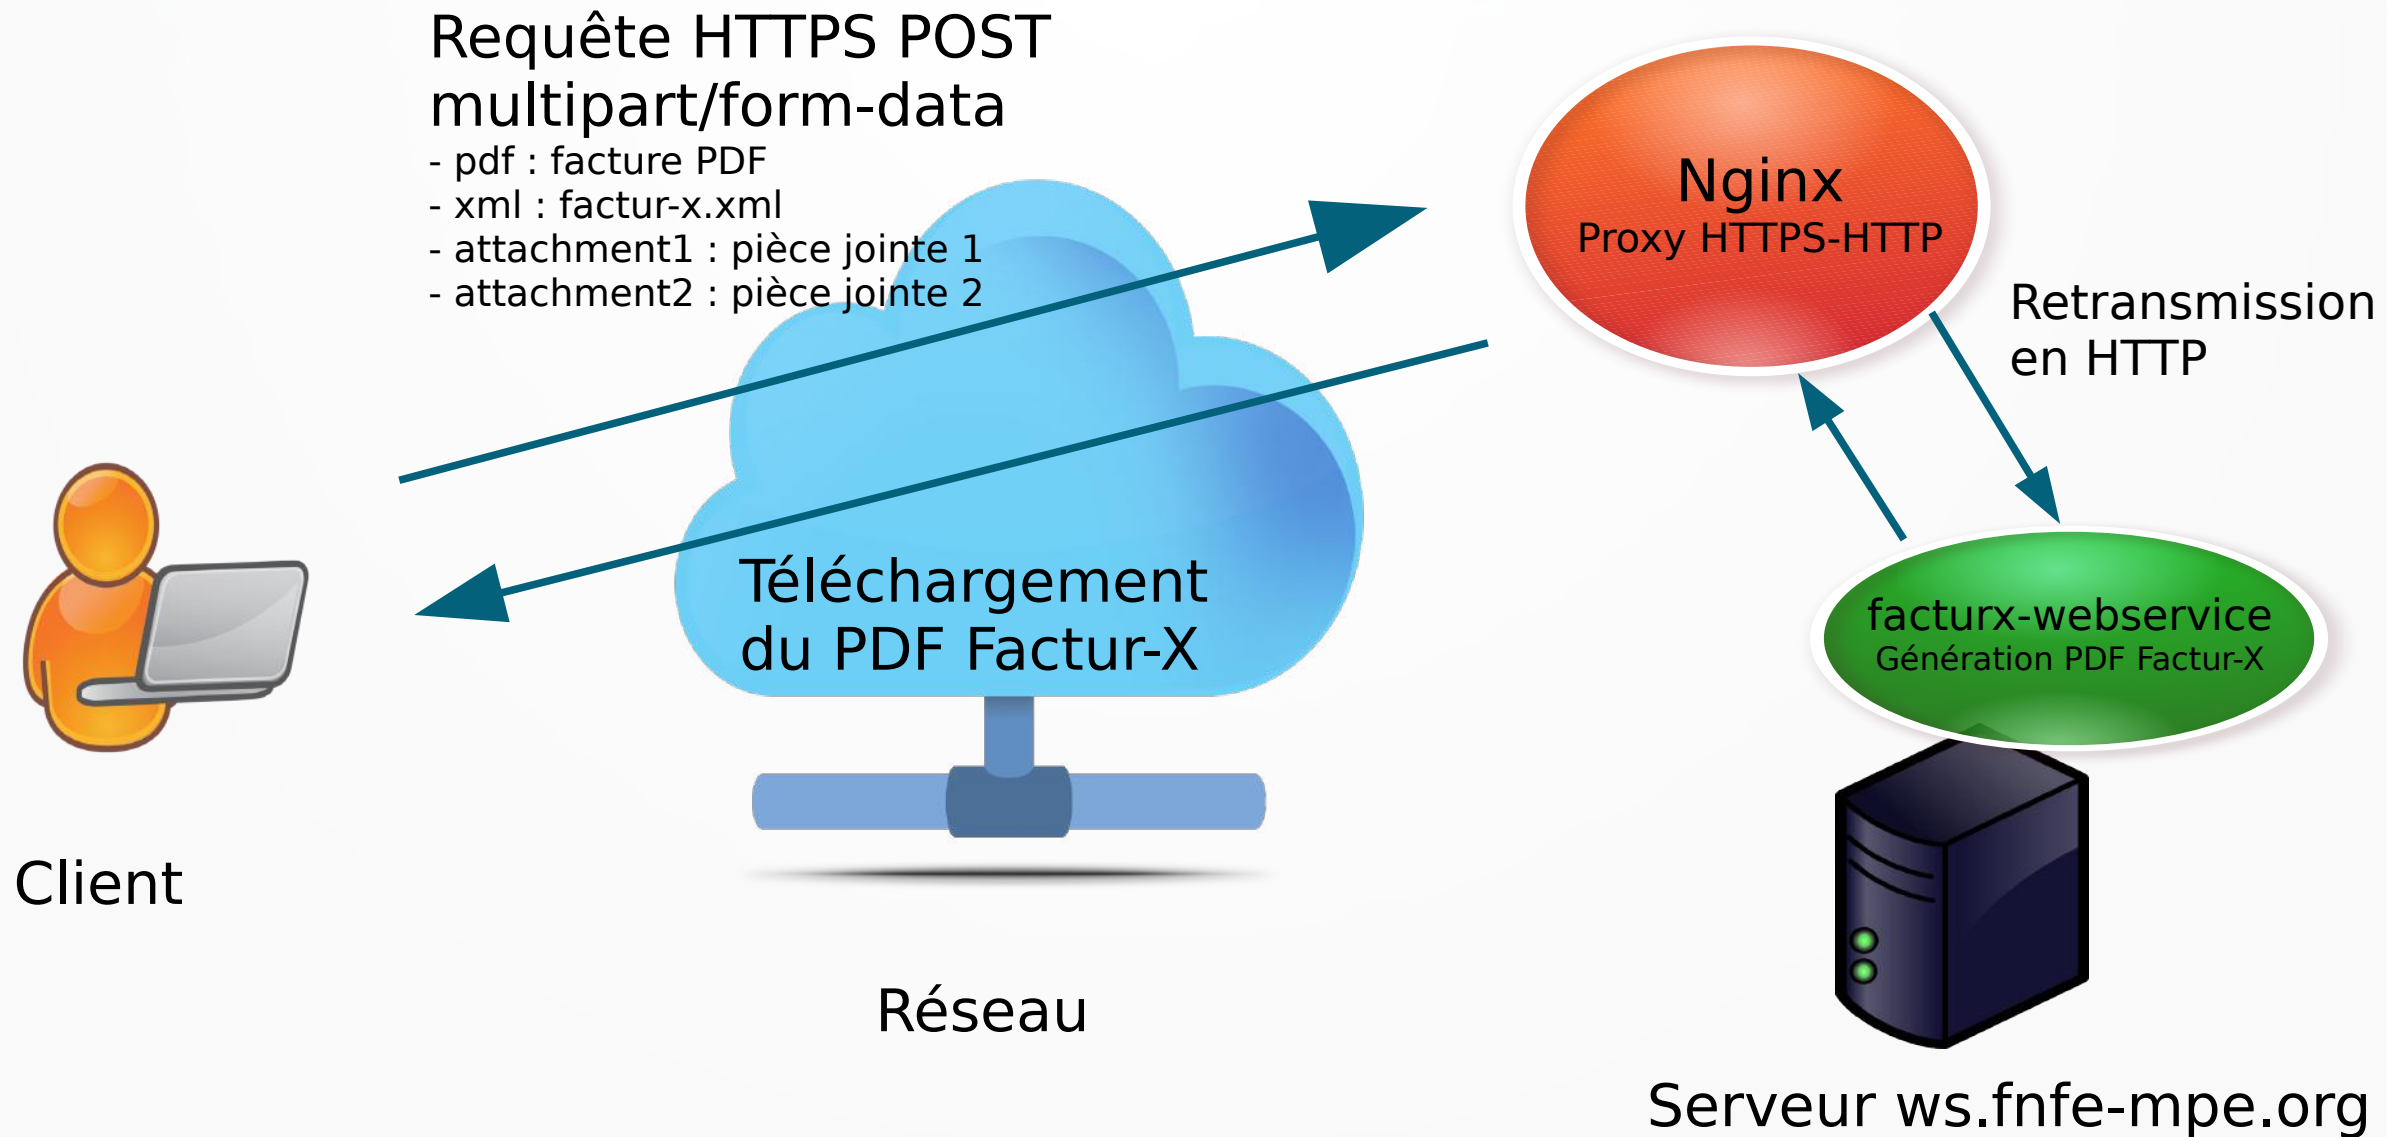 Requête HTTPS POST
multipart/form-data
- pdf : facture PDF
- xml : factur-x.xml
- attachment1 : pièce jointe 1
- attachment2 : pièce jointe 2
Nginx
Proxy HTTPS-HTTP
Retransmission
en HTTP
Téléchargement
du PDF Factur-X
facturx-webservice
Génération PDF Factur-X
Client
Réseau
Serveur ws.fnfe-mpe.org